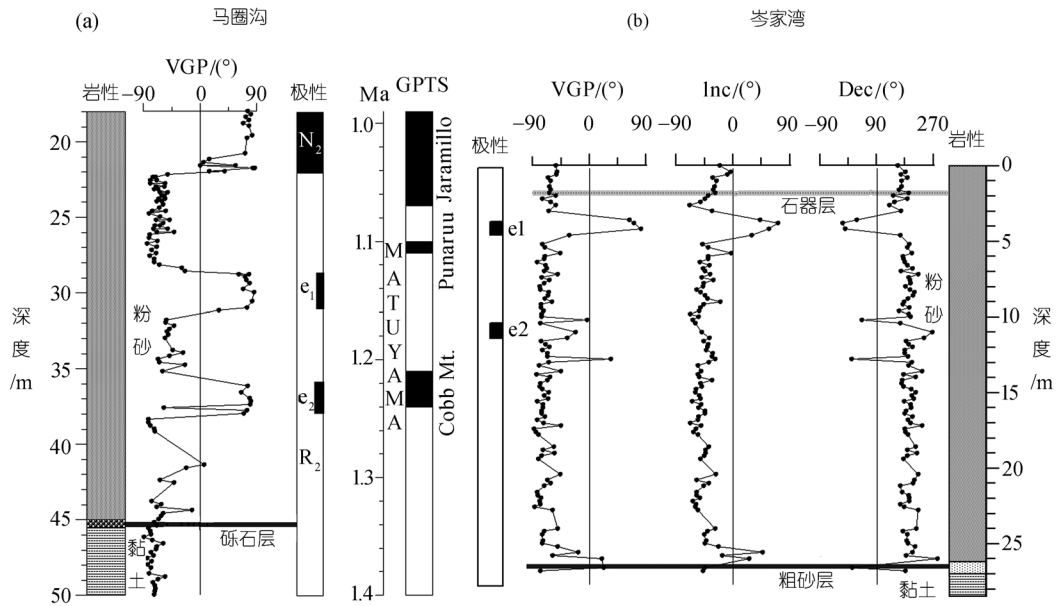 (a)
马圈沟
(b)
岑家湾
岩性
VGP/(°)
−90
0
90
极性
Ma
GPTS
极性
VGP/(°)
−90
0
90
Inc/(°)
−90
0
90
Dec/(°)
−90
90
270
岩性
20
25
30
35
40
45
50
深
度
/m
粉
砂
砾石层
黏
土
N2
e1
e2
R2
1.0
1.1
1.2
1.3
1.4
MATUYAMA
Jaramillo
Punaruu
Cobb Mt.
e1
e2
石器层
粉
砂
粗砂层
黏土
0
5
10
15
20
25
深
度
/m